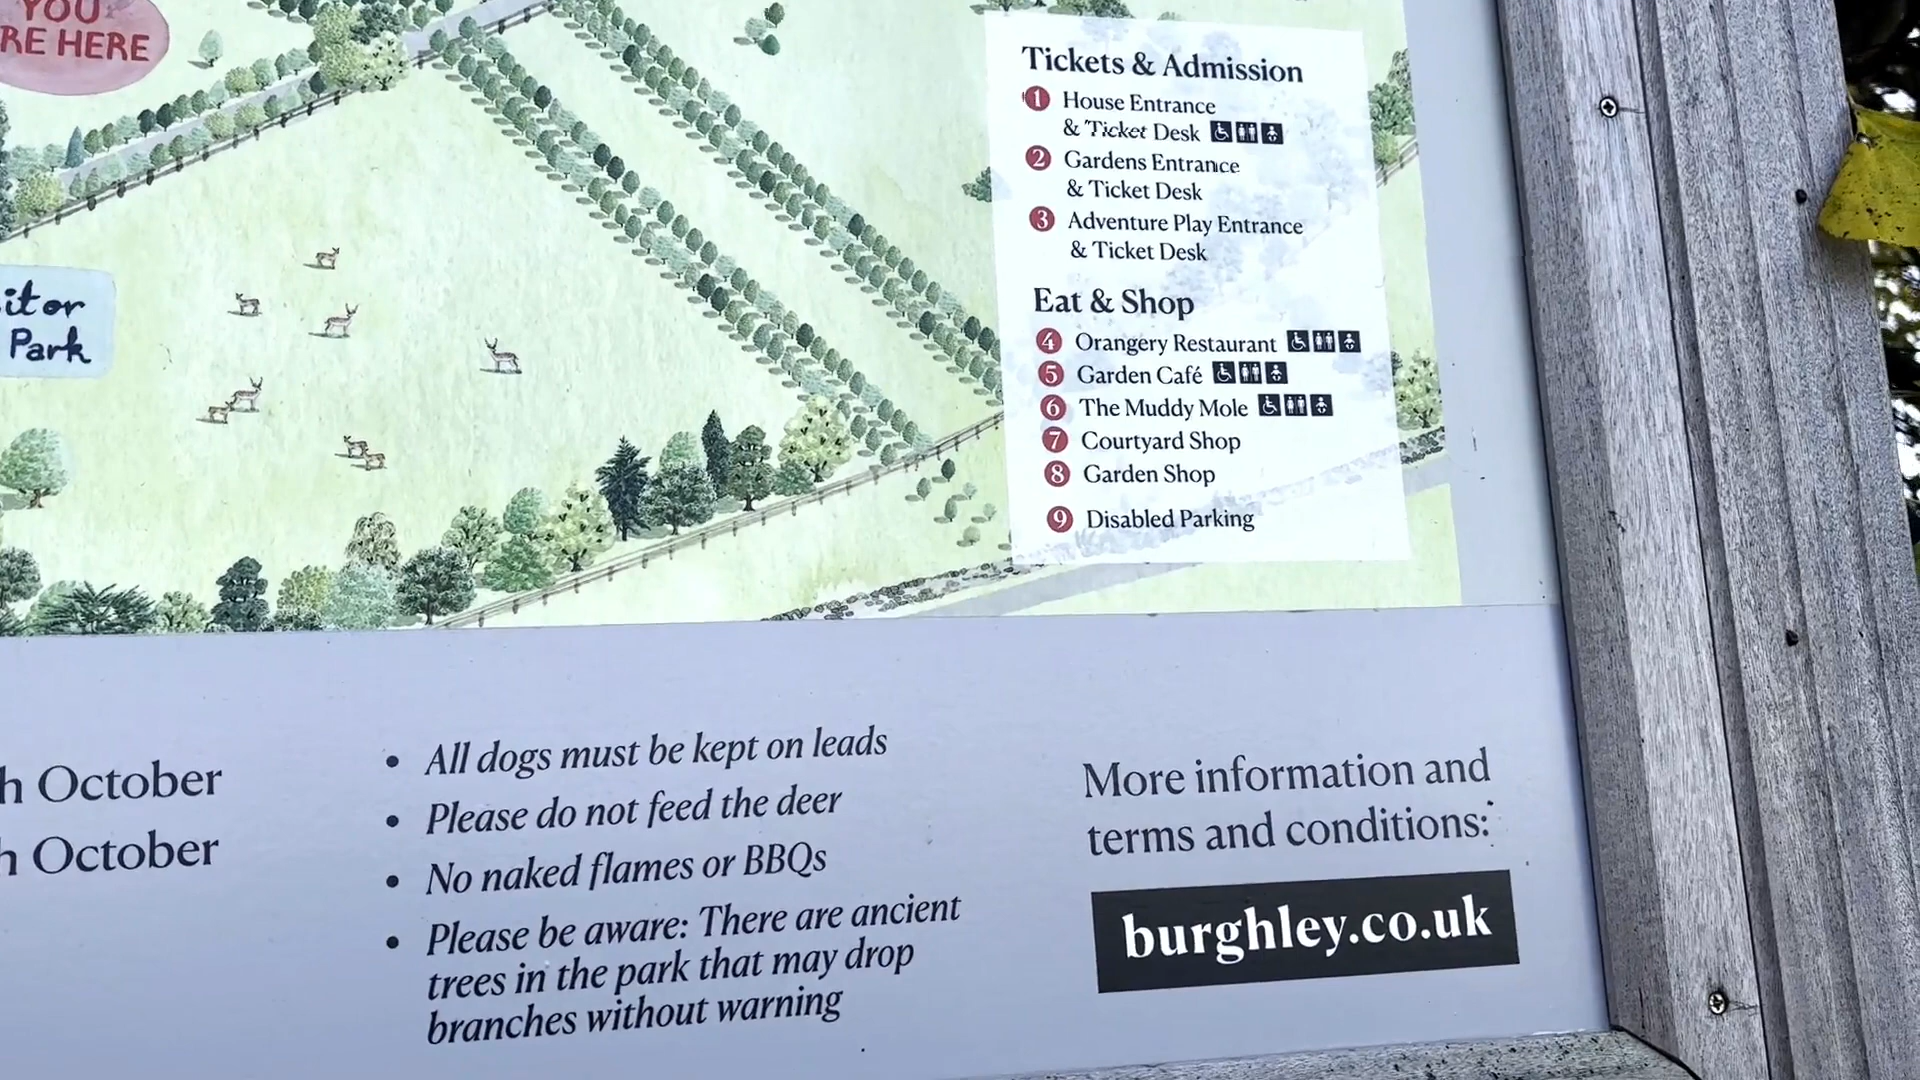 YOU
RE HERE
itor
Park
Tickets & Admission
1 House Entrance
& Ticket Desk
2 Gardens Entrance
& Ticket Desk
3 Adventure Play Entrance
& Ticket Desk
Eat & Shop
4 Orangery Restaurant
5 Garden Café
6 The Muddy Mole
7 Courtyard Shop
8 Garden Shop
9 Disabled Parking
h October
h October
• All dogs must be kept on leads
• Please do not feed the deer
• No naked flames or BBQs
• Please be aware: There are ancient
trees in the park that may drop
branches without warning
More information and
terms and conditions:
burghley.co.uk